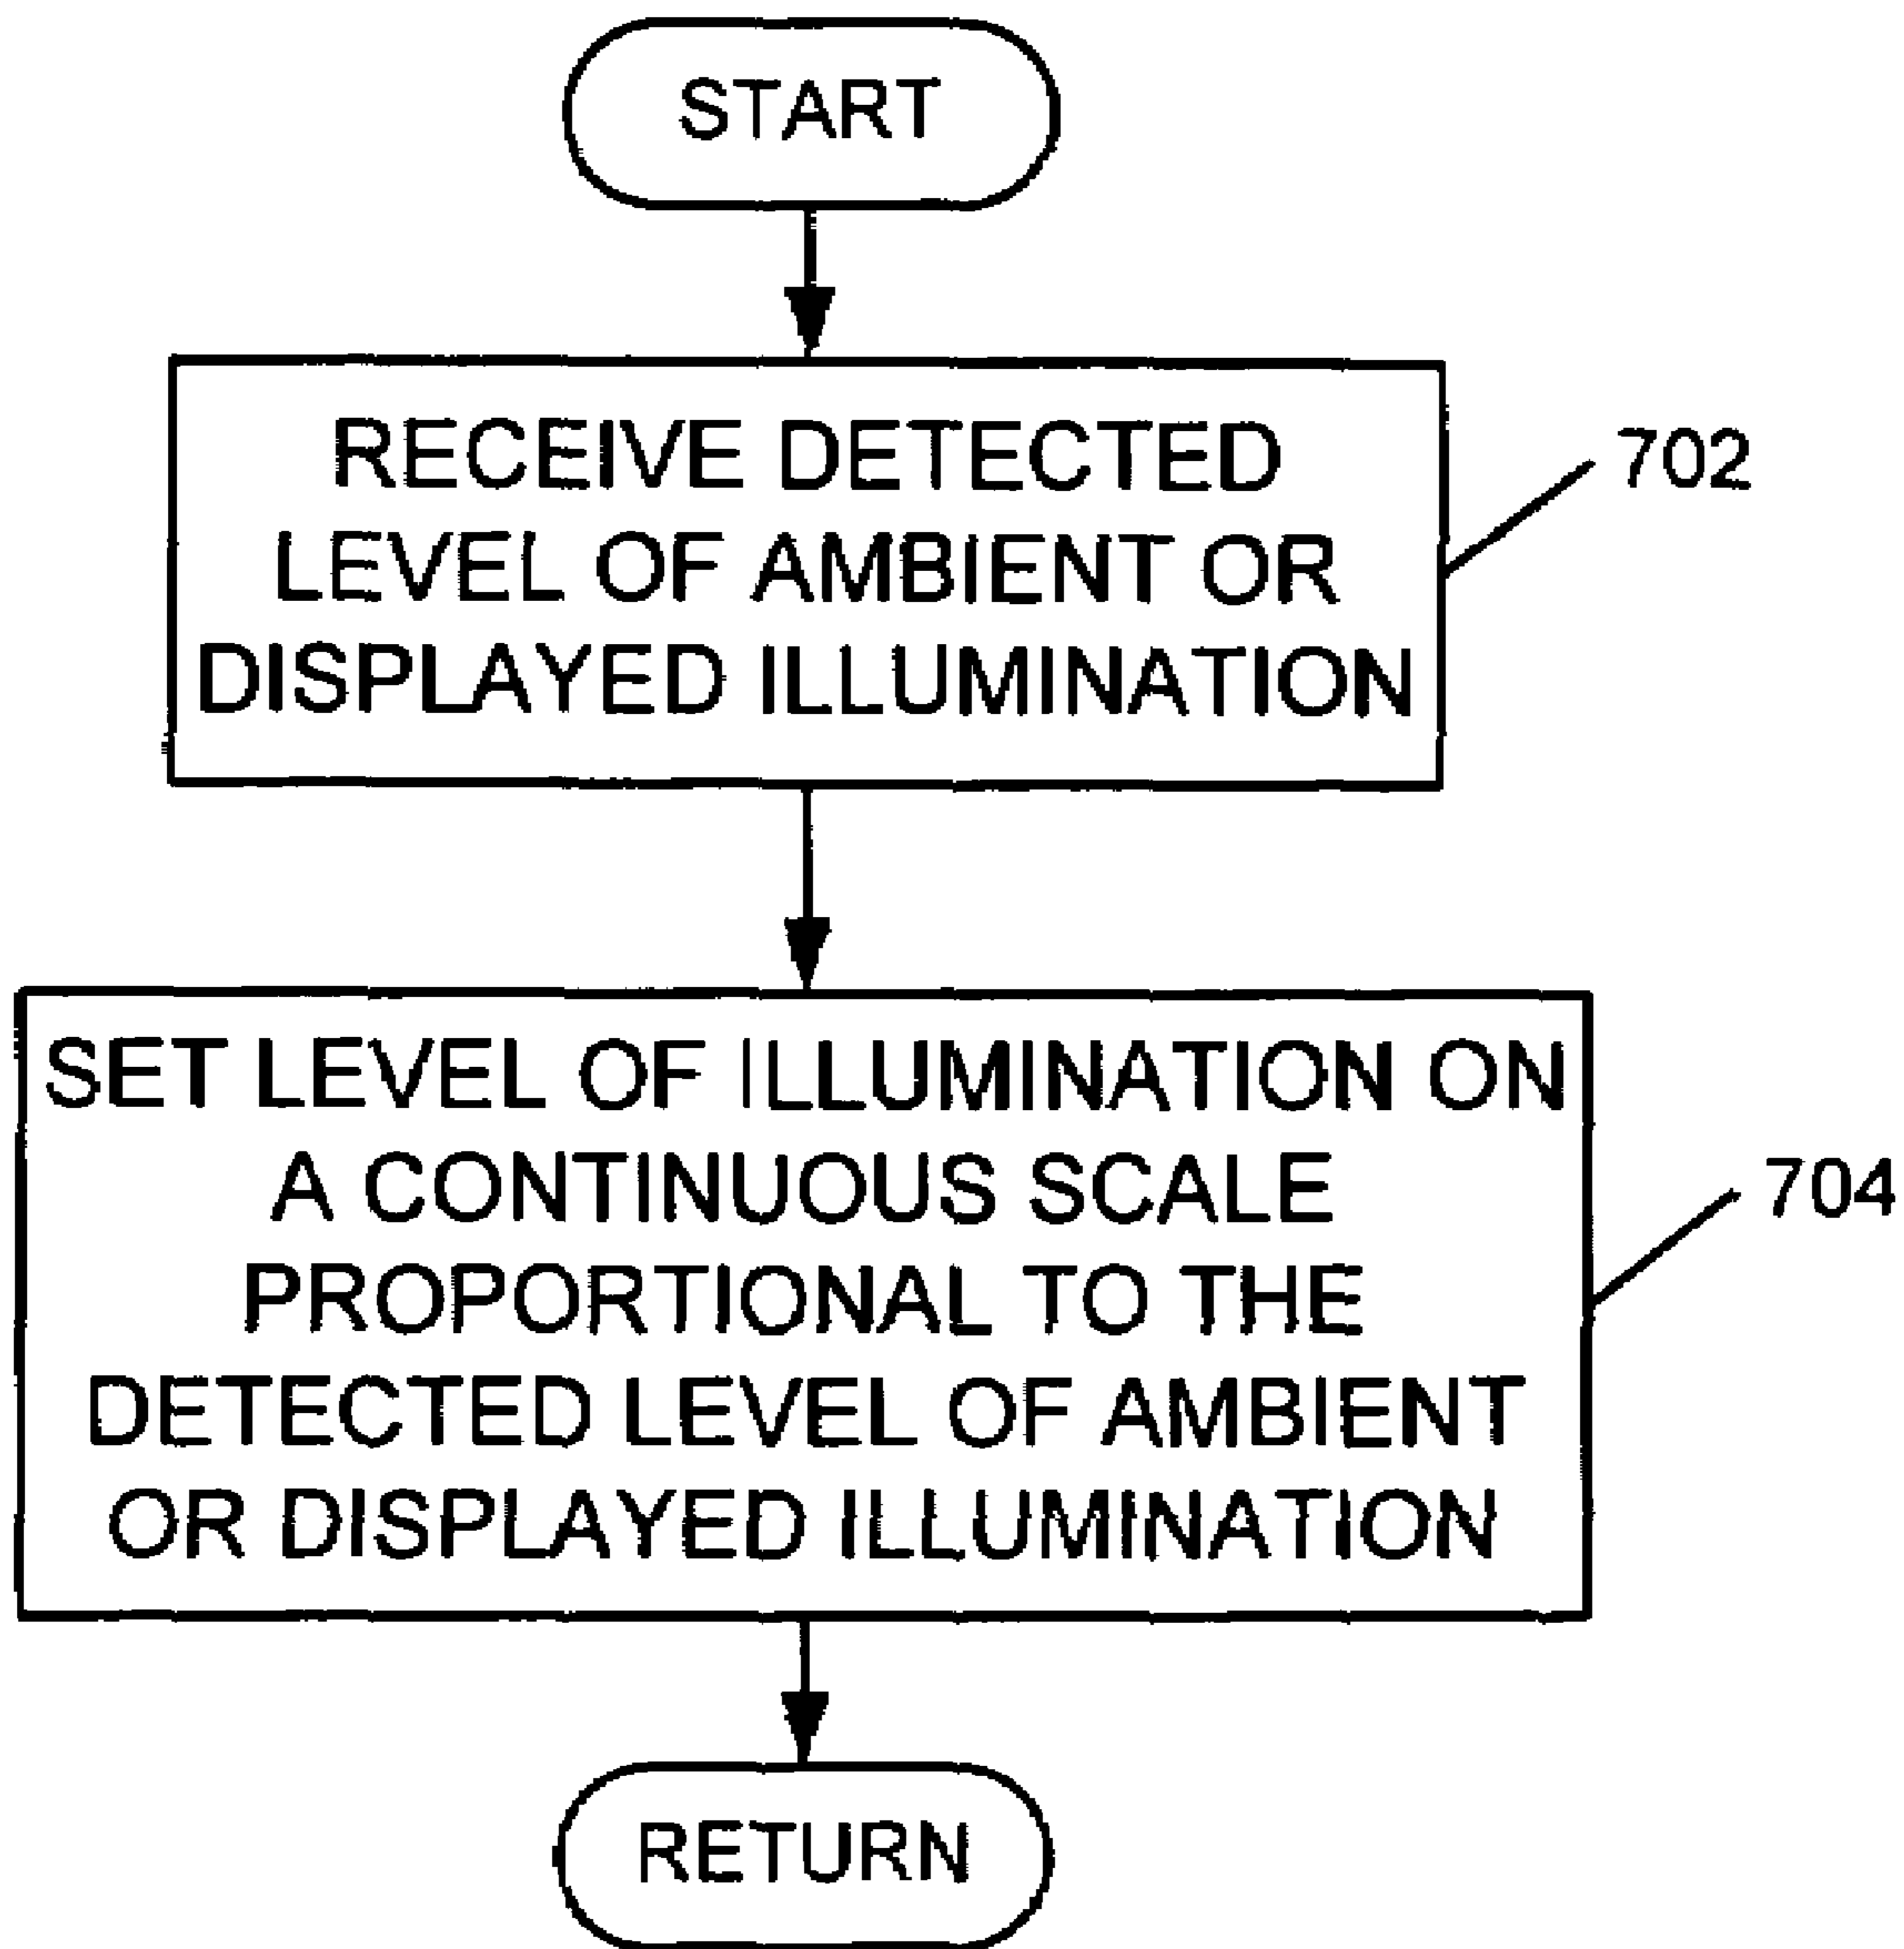 START
RECEIVE DETECTED
LEVEL OF AMBIENT OR
DISPLAYED ILLUMINATION
702
SET LEVEL OF ILLUMINATION ON
A CONTINUOUS SCALE
PROPORTIONAL TO THE
DETECTED LEVEL OF AMBIENT
OR DISPLAYED ILLUMINATION
704
RETURN